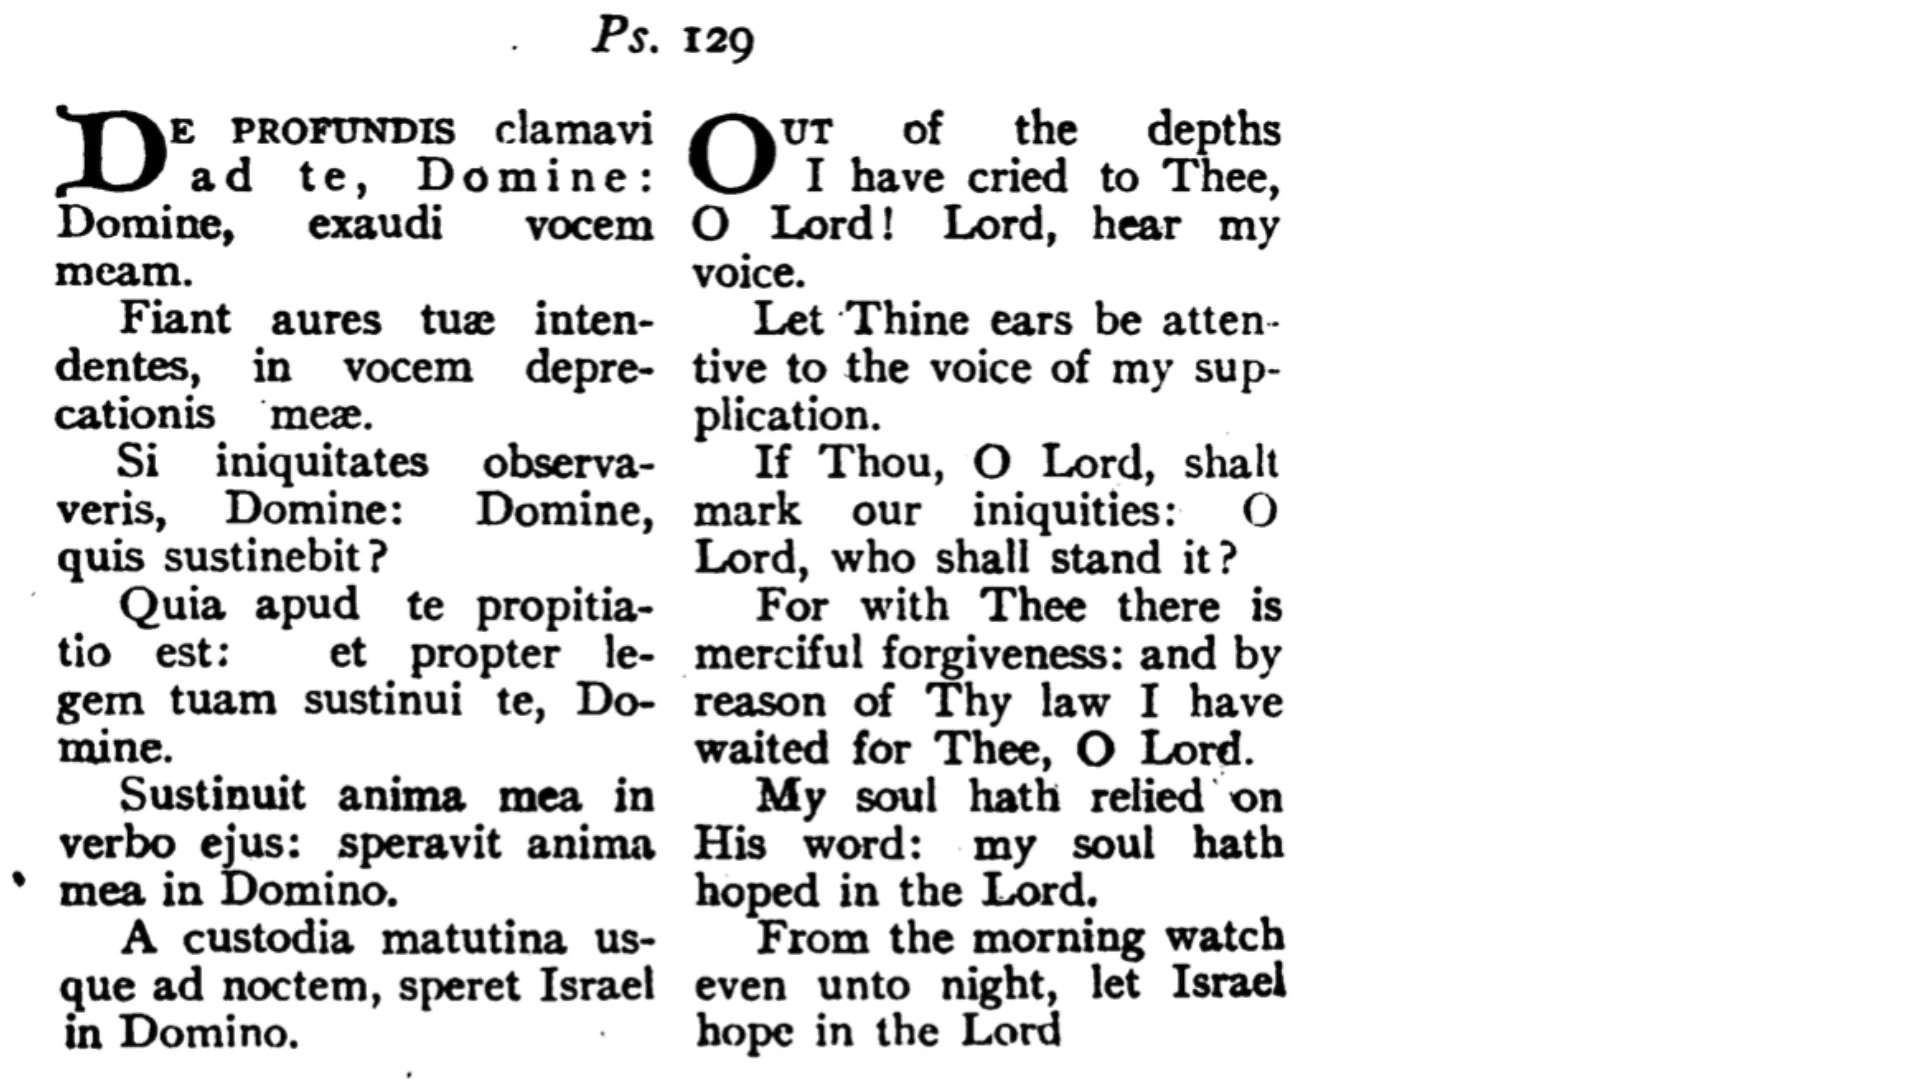 Ps. 129
DE PROFUNDIS clamavi
ad te, Domine:
Domine, exaudi vocem
meam.
Fiant aures tuæ inten-
dentes, in vocem depre-
cationis meæ.
Si iniquitates observa-
veris, Domine: Domine,
quis sustinebit?
Quia apud te propitia-
tio est: et propter le-
gem tuam sustinui te, Do-
mine.
Sustinuit anima mea in
verbo ejus: speravit anima
mea in Domino.
A custodia matutina us-
que ad noctem, speret Israel
in Domino.
OUT of the depths
I have cried to Thee,
O Lord! Lord, hear my
voice.
Let Thine ears be atten-
tive to the voice of my sup-
plication.
If Thou, O Lord, shalt
mark our iniquities: O
Lord, who shall stand it?
For with Thee there is
merciful forgiveness: and by
reason of Thy law I have
waited for Thee, O Lord.
My soul hath relied on
His word: my soul hath
hoped in the Lord.
From the morning watch
even unto night, let Israel
hope in the Lord